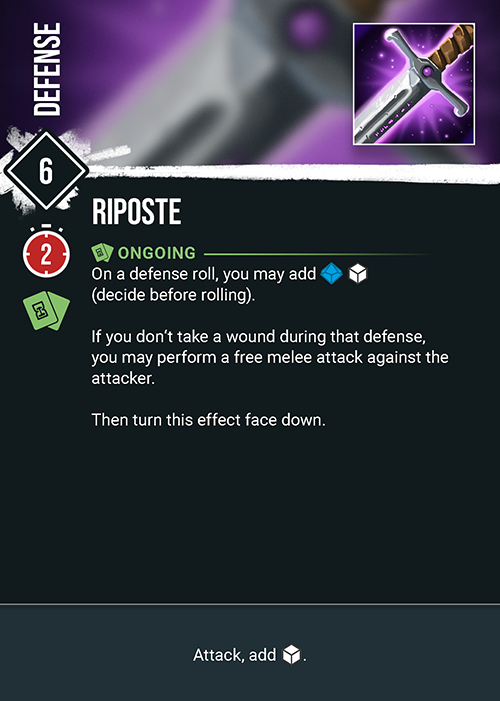 DEFENSE
6
RIPOSTE
2
ONGOING
On a defense roll, you may add
(decide before rolling).
If you don‘t take a wound during that defense,
you may perform a free melee attack against the
attacker.
Then turn this effect face down.
Attack, add .